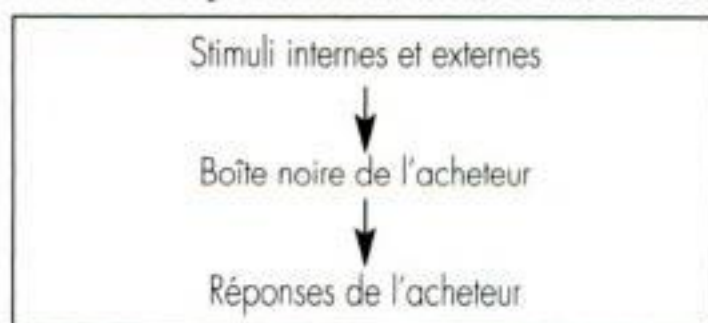 Stimuli internes et externes
Boîte noire de l'acheteur
Réponses de l'acheteur